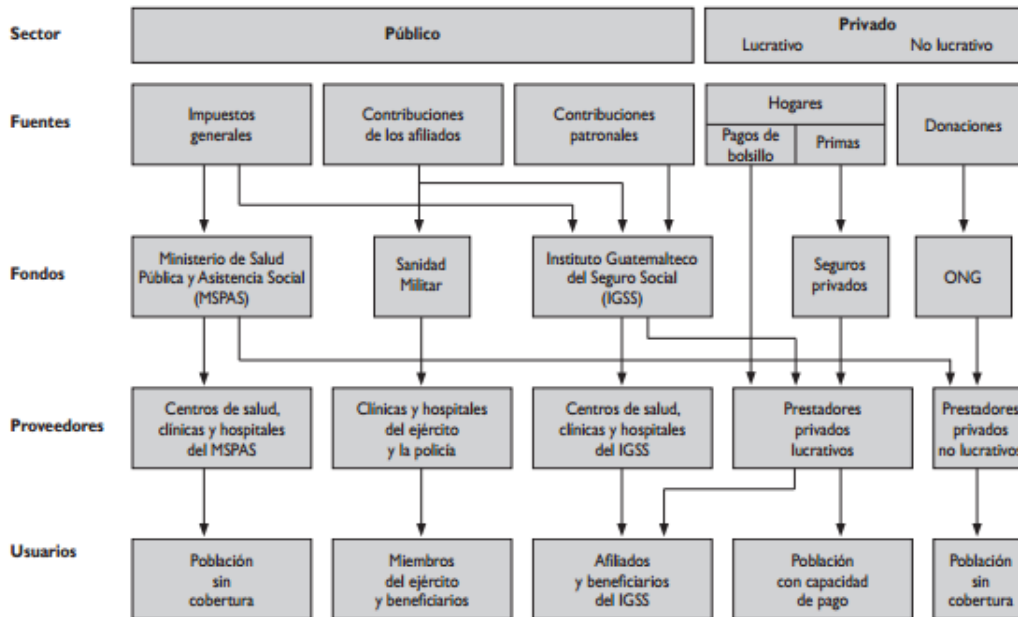 Sector
Público
Privado
Lucrativo
No lucrativo
Fuentes
Impuestos
generales
Contribuciones
de los afiliados
Contribuciones
patronales
Hogares
Pagos de
bolsillo
Primas
Donaciones
Fondos
Ministerio de Salud
Pública y Asistencia Social
(MSPAS)
Sanidad
Militar
Instituto Guatemalteco
del Seguro Social
(IGSS)
Seguros
privados
ONG
Proveedores
Centros de salud,
clínicas y hospitales
del MSPAS
Clínicas y hospitales
del ejército
y la policía
Centros de salud,
clínicas y hospitales
del IGSS
Prestadores
privados
lucrativos
Prestadores
privados
no lucrativos
Usuarios
Población
sin
cobertura
Miembros
del ejército
y beneficiarios
Afiliados
y beneficiarios
del IGSS
Población
con capacidad
de pago
Población
sin
cobertura